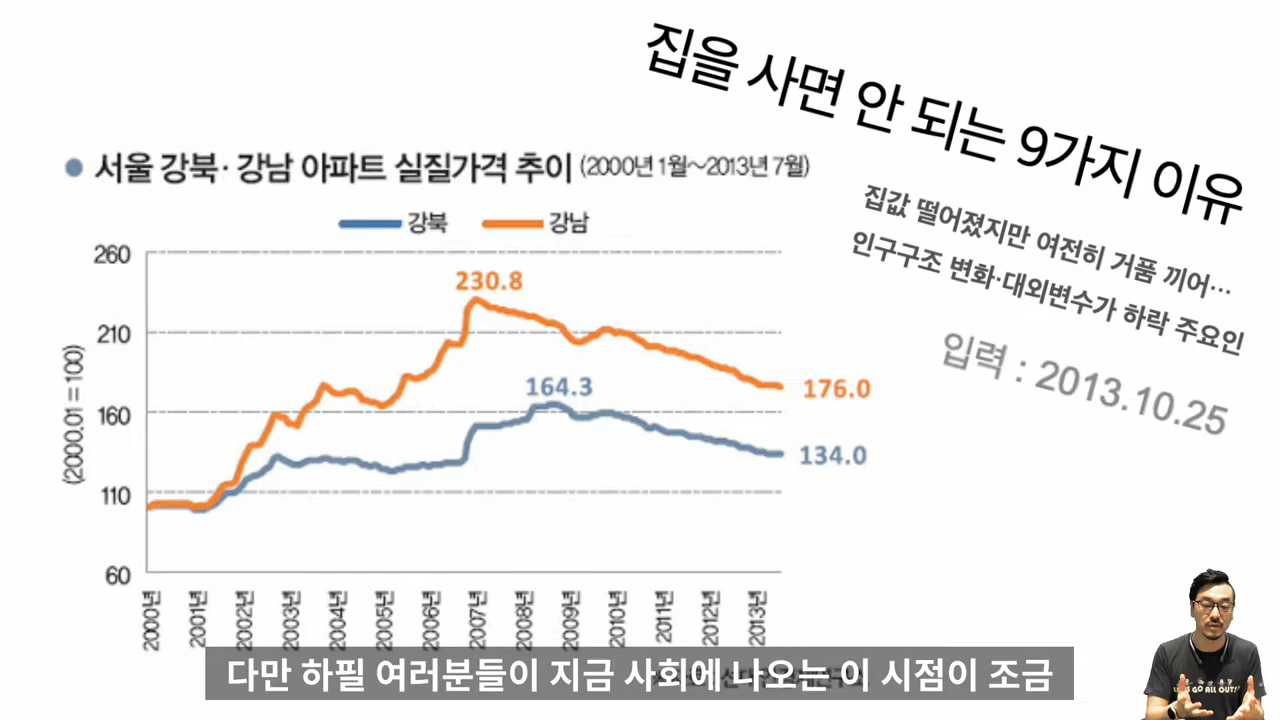 집을 사면 안 되는 9가지 이유
집값 떨어졌지만 여전히 거품 끼어…
인구구조 변화·대외변수가 하락 주요인
입력 : 2013.10.25
서울 강북·강남 아파트 실질가격 추이 (2000년 1월~2013년 7월)
강북 강남
(2000.01 = 100)
260
210
160
110
60
230.8
164.3
176.0
134.0
2000년 2001년 2002년 2003년 2004년 2005년 2006년 2007년 2008년 2009년 2010년 2011년 2012년 2013년
다만 하필 여러분들이 지금 사회에 나오는 이 시점이 조금
GO ALL OUT!